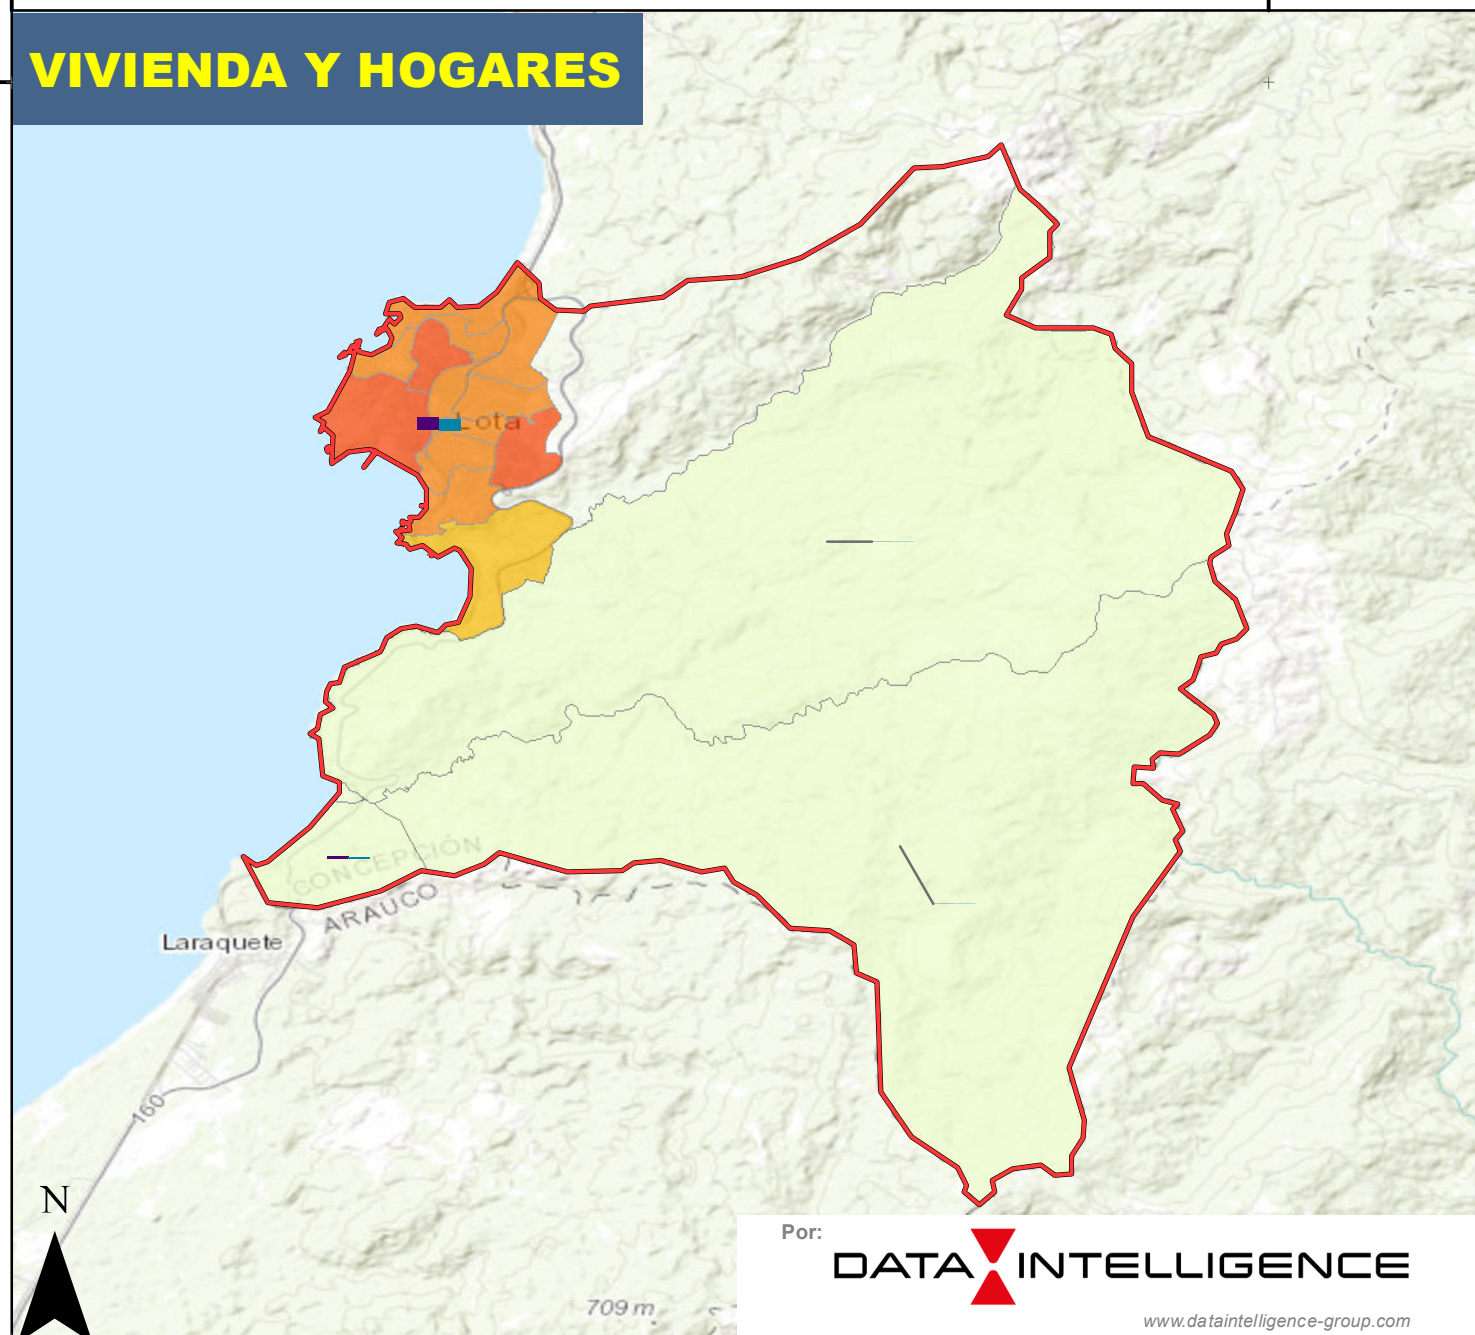 VIVIENDA Y HOGARES
Lota
CONCEPCIÓN
ARAUCO
Laraquete
160
N
Por:
DATA INTELLIGENCE
709 m
www.dataintelligence-group.com